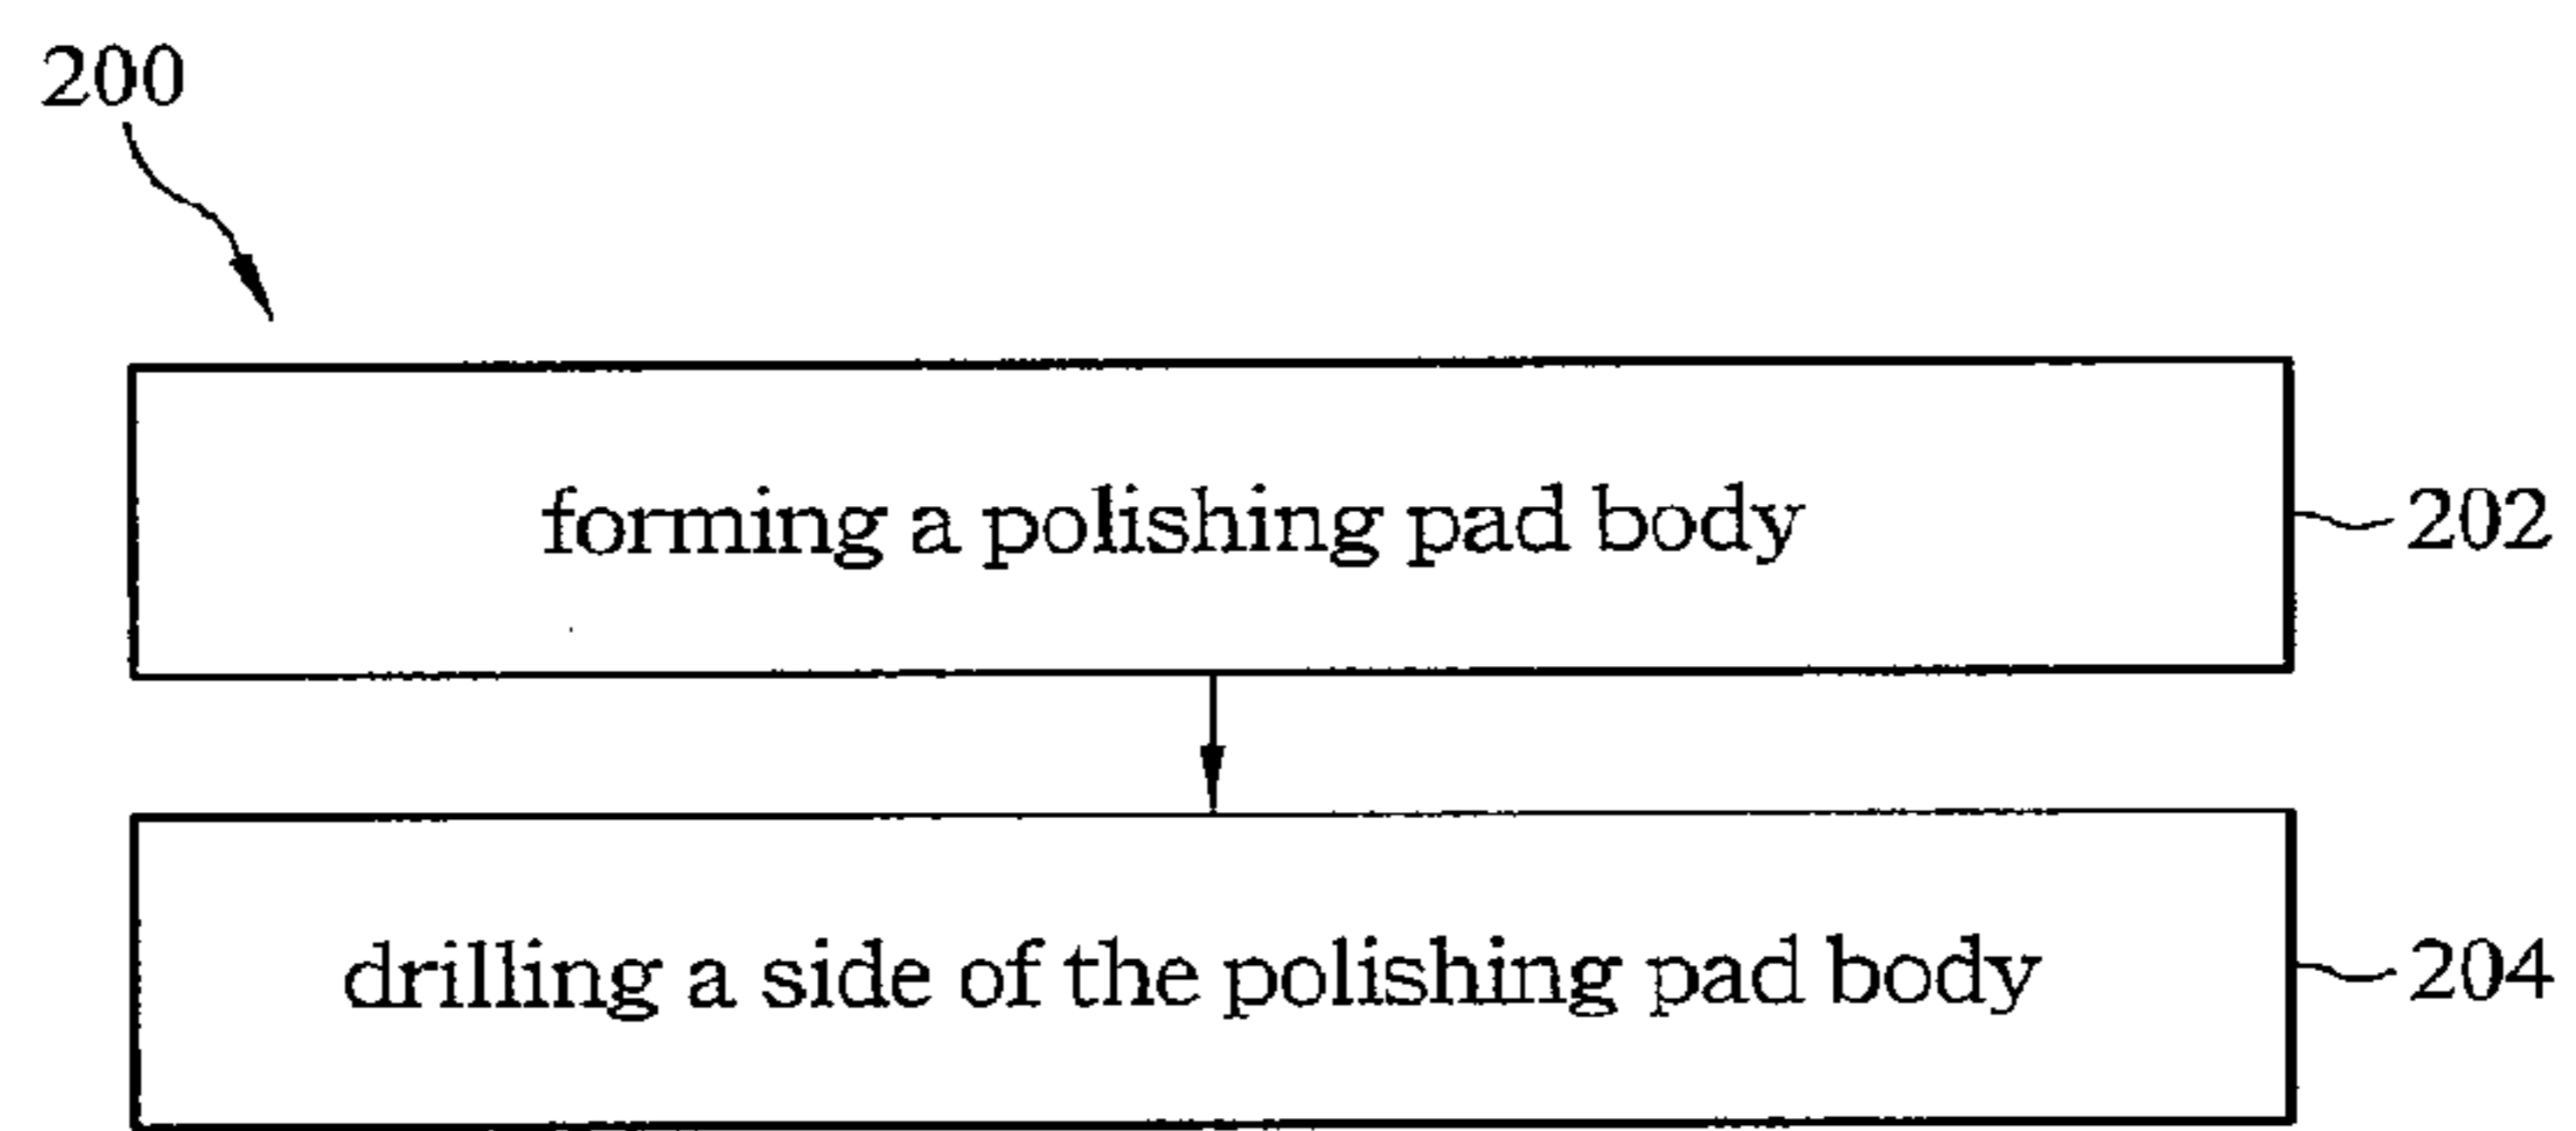 200
forming a polishing pad body
202
drilling a side of the polishing pad body
204